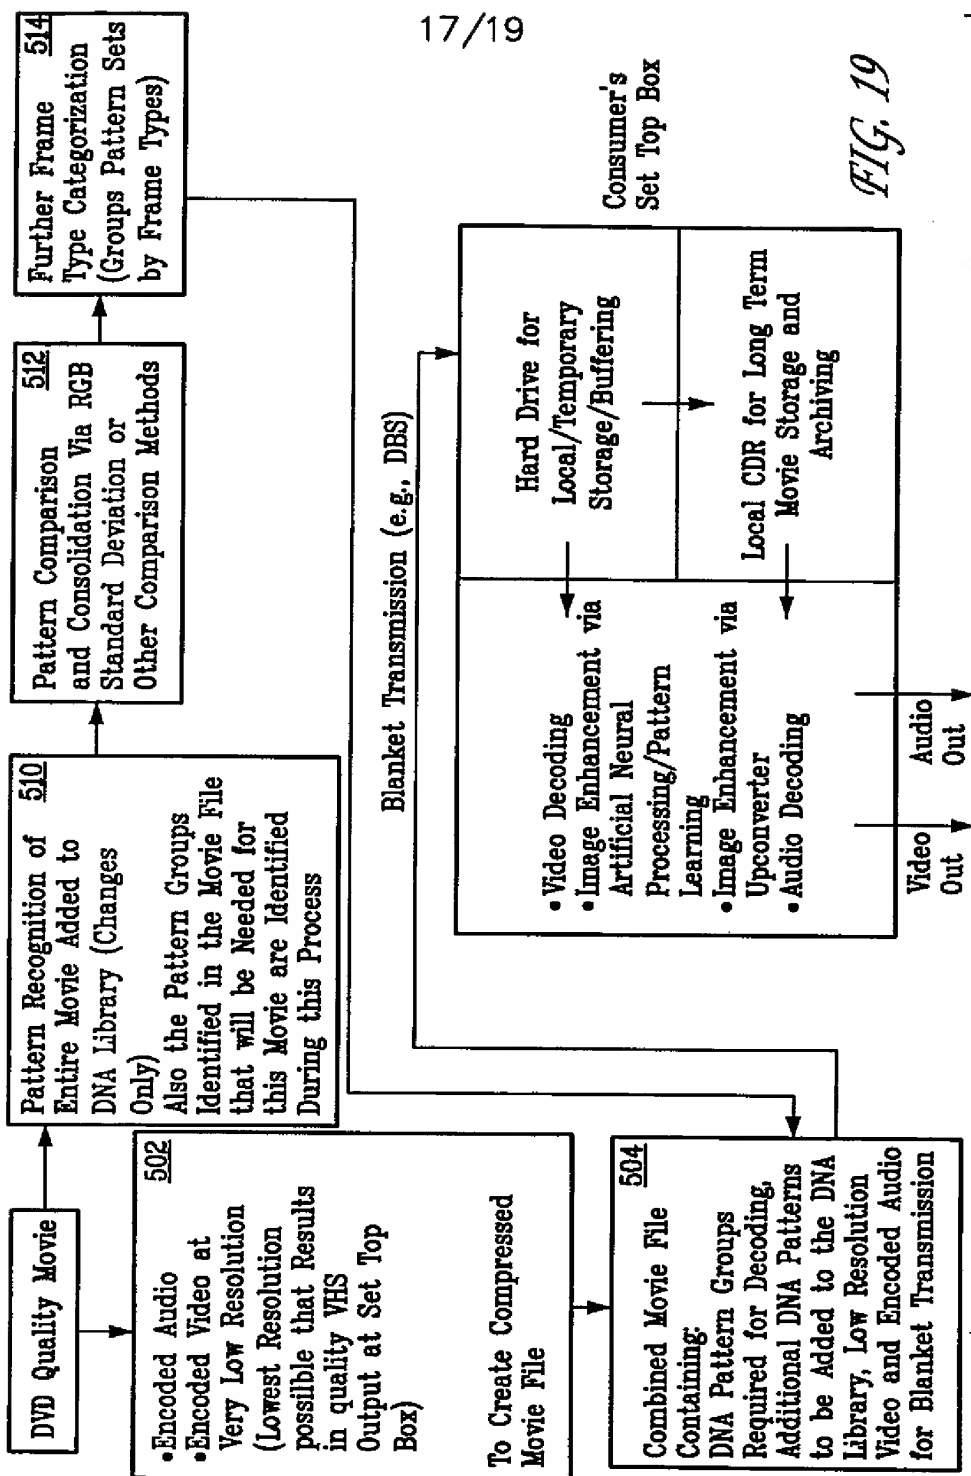 17/19
DVD Quality Movie
502
•Encoded Audio
•Encoded Video at
Very Low Resolution
(Lowest Resolution
possible that Results
in quality VHS
Output at Set Top
Box)
To Create Compressed
Movie File
504
Combined Movie File
Containing:
DNA Pattern Groups
Required for Decoding,
Additional DNA Patterns
to be Added to the DNA
Library, Low Resolution
Video and Encoded Audio
for Blanket Transmission
Pattern Recognition of 510
Entire Movie Added to
DNA Library (Changes
Only)
Also the Pattern Groups
Identified in the Movie File
that will be Needed for
this Movie are Identified
During this Process
512
Pattern Comparison
and Consolidation Via RGB
Standard Deviation or
Other Comparison Methods
Further Frame 514
Type Categorization
(Groups Pattern Sets
by Frame Types)
Blanket Transmission (e.g., DBS)
•Video Decoding
•Image Enhancement via
Artificial Neural
Processing/Pattern
Learning
•Image Enhancement via
Upconverter
•Audio Decoding
Hard Drive for
Local/Temporary
Storage/Buffering
Local CDR for Long Term
Movie Storage and
Archiving
Consumer's
Set Top Box
Video
Out
Audio
Out
FIG. 19